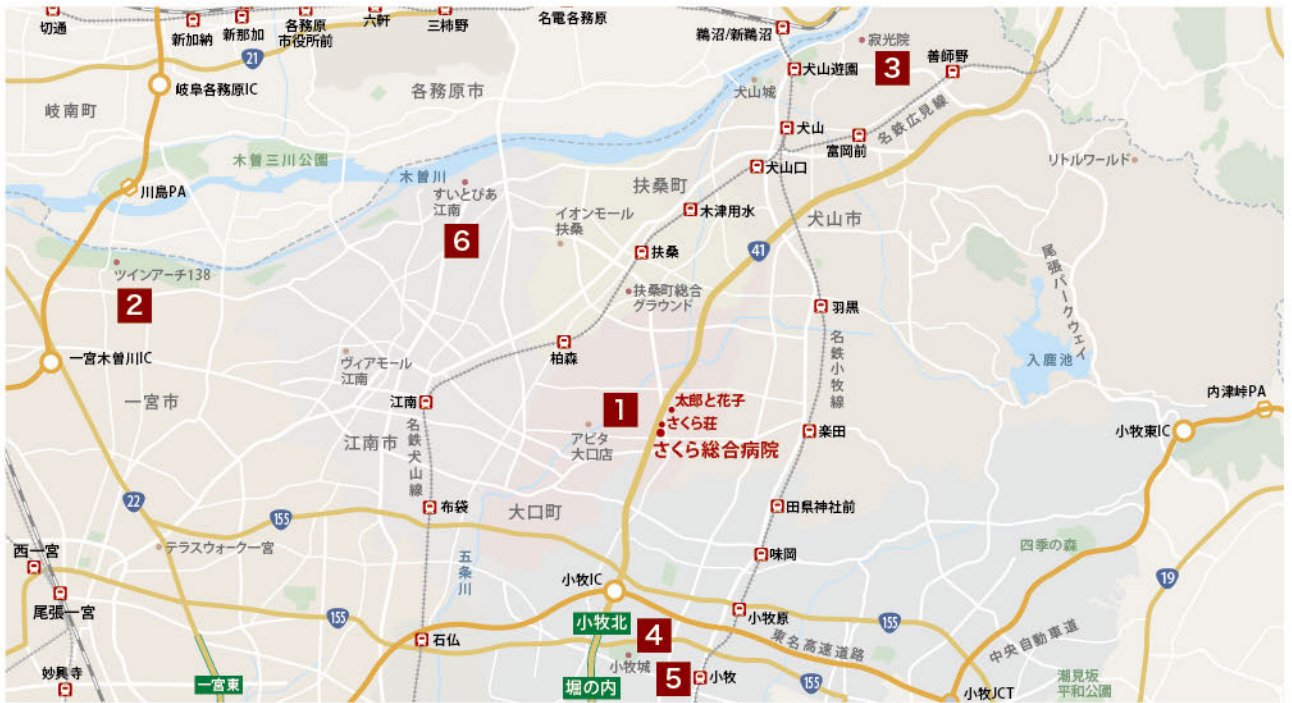 切通
新加納
新那加
各務原
市役所前
六軒
三柿野
名電各務原
鵜沼/新鵜沼
寂光院
善師野
21
3
犬山遊園
岐阜各務原IC
各務原市
犬山城
岐南町
名鉄広見線
犬山
富岡前
木曽三川公園
リトルワールド
犬山口
木曽川
川島PA
すいとぴあ
江南
扶桑町
イオンモール
扶桑
木津用水
犬山市
6
扶桑
41
尾張パークウェイ
ツインアーチ138
2
扶桑町総合
グラウンド
羽黒
名鉄小牧線
一宮木曽川IC
柏森
ヴィアモール
江南
入鹿池
一宮市
江南
1
太郎と花子
さくら荘
さくら総合病院
内津峠PA
小牧東IC
江南市
名鉄犬山線
アピタ
大口店
楽田
22
155
布袋
大口町
田県神社前
西一宮
テラスウォーク一宮
味岡
四季の森
五条川
小牧IC
19
尾張一宮
155
石仏
小牧北
4
小牧原
155
東名高速道路
中央自動車道
小牧城
妙興寺
一宮東
堀の内
5
小牧
小牧JCT
潮見坂
平和公園